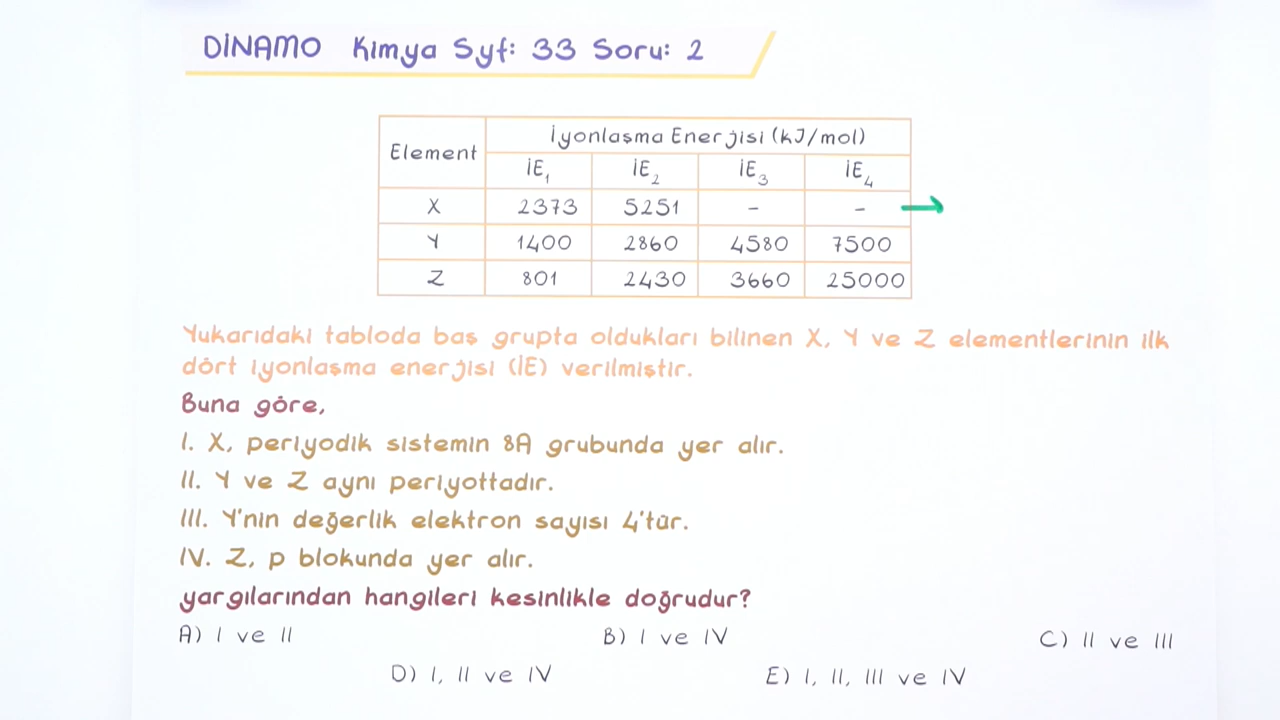 DİNAMO Kimya Syf: 33 Soru: 2
Element İyonlaşma Enerjisi (kJ/mol)
İE₁ İE₂ İE₃ İE₄
X 2373 5251 - -
Y 1400 2860 4580 7500
Z 801 2430 3660 25000
Yukarıdaki tabloda baş grupta oldukları bilinen X, Y ve Z elementlerinin ilk
dört iyonlaşma enerjisi (İE) verilmiştir.
Buna göre,
I. X, periyodik sistemin 8A grubunda yer alır.
II. Y ve Z aynı periyottadır.
III. Y'nin değerlik elektron sayısı 4'tür.
IV. Z, p blokunda yer alır.
yargılarından hangileri kesinlikle doğrudur?
A) I ve II B) I ve IV C) II ve III
D) I, II ve IV E) I, II, III ve IV